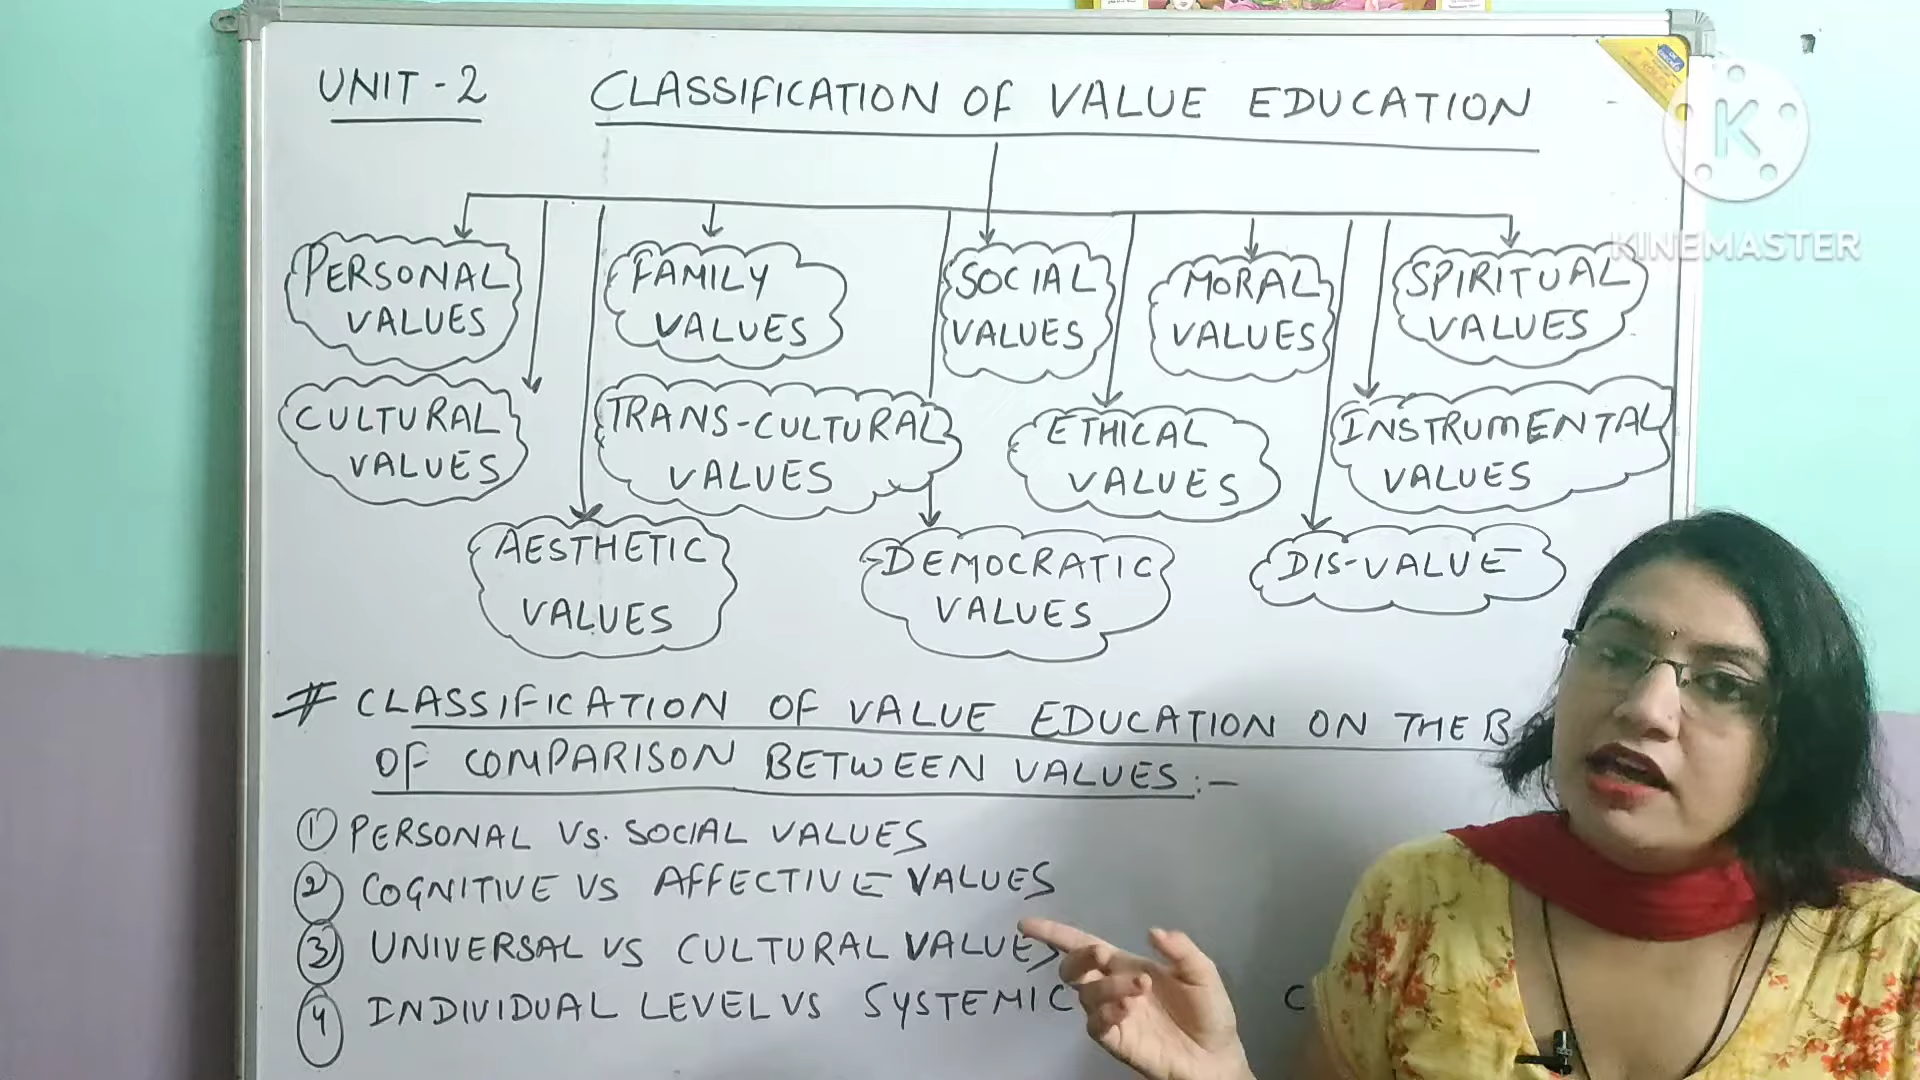 UNIT-2 CLASSIFICATION OF VALUE EDUCATION
K
KINEMASTER
PERSONAL
VALUES
FAMILY
VALUES
SOCIAL
VALUES
MORAL
VALUES
SPIRITUAL
VALUES
CULTURAL
VALUES
TRANS-CULTURAL
VALUES
ETHICAL
VALUES
INSTRUMENTAL
VALUES
AESTHETIC
VALUES
DEMOCRATIC
VALUES
DIS-VALUE
# CLASSIFICATION OF VALUE EDUCATION ON THE
OF COMPARISON BETWEEN VALUES:-
① PERSONAL VS. SOCIAL VALUES
② COGNITIVE VS AFFECTIVE VALUES
③ UNIVERSAL VS CULTURAL VALUES
④ INDIVIDUAL LEVEL VS SYSTEMIC